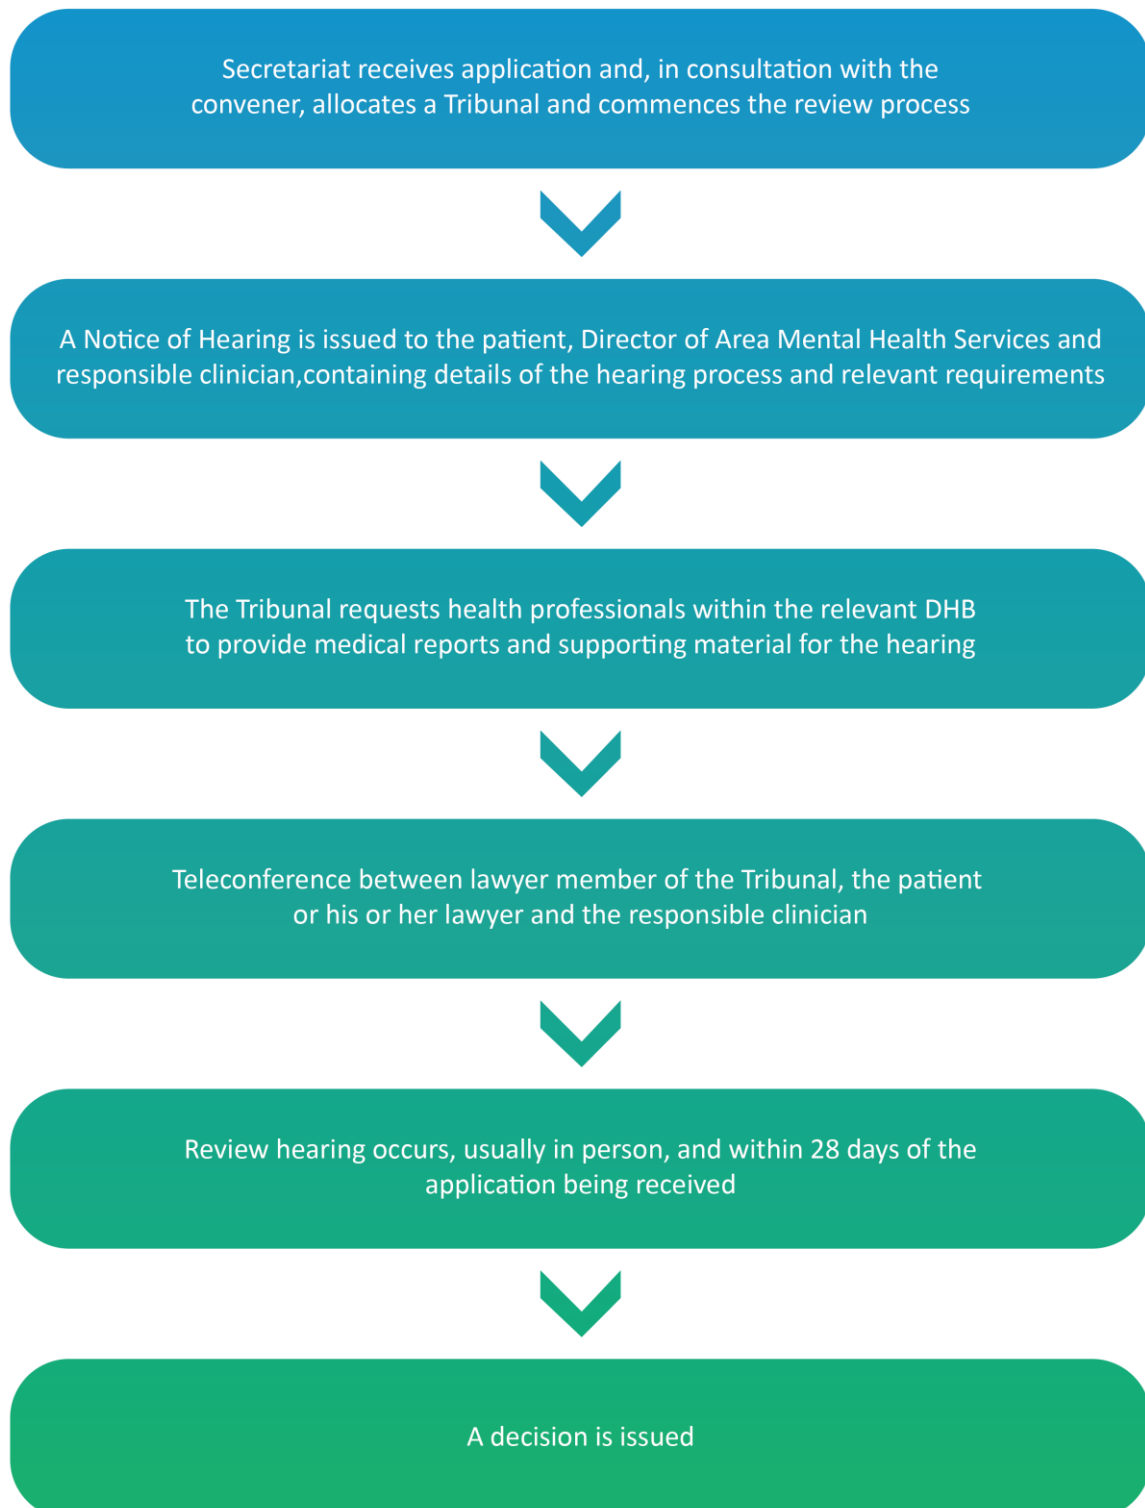 Secretariat receives application and, in consultation with the
convener, allocates a Tribunal and commences the review process
A Notice of Hearing is issued to the patient, Director of Area Mental Health Services and
responsible clinician,containing details of the hearing process and relevant requirements
The Tribunal requests health professionals within the relevant DHB
to provide medical reports and supporting material for the hearing
Teleconference between lawyer member of the Tribunal, the patient
or his or her lawyer and the responsible clinician
Review hearing occurs, usually in person, and within 28 days of the
application being received
A decision is issued